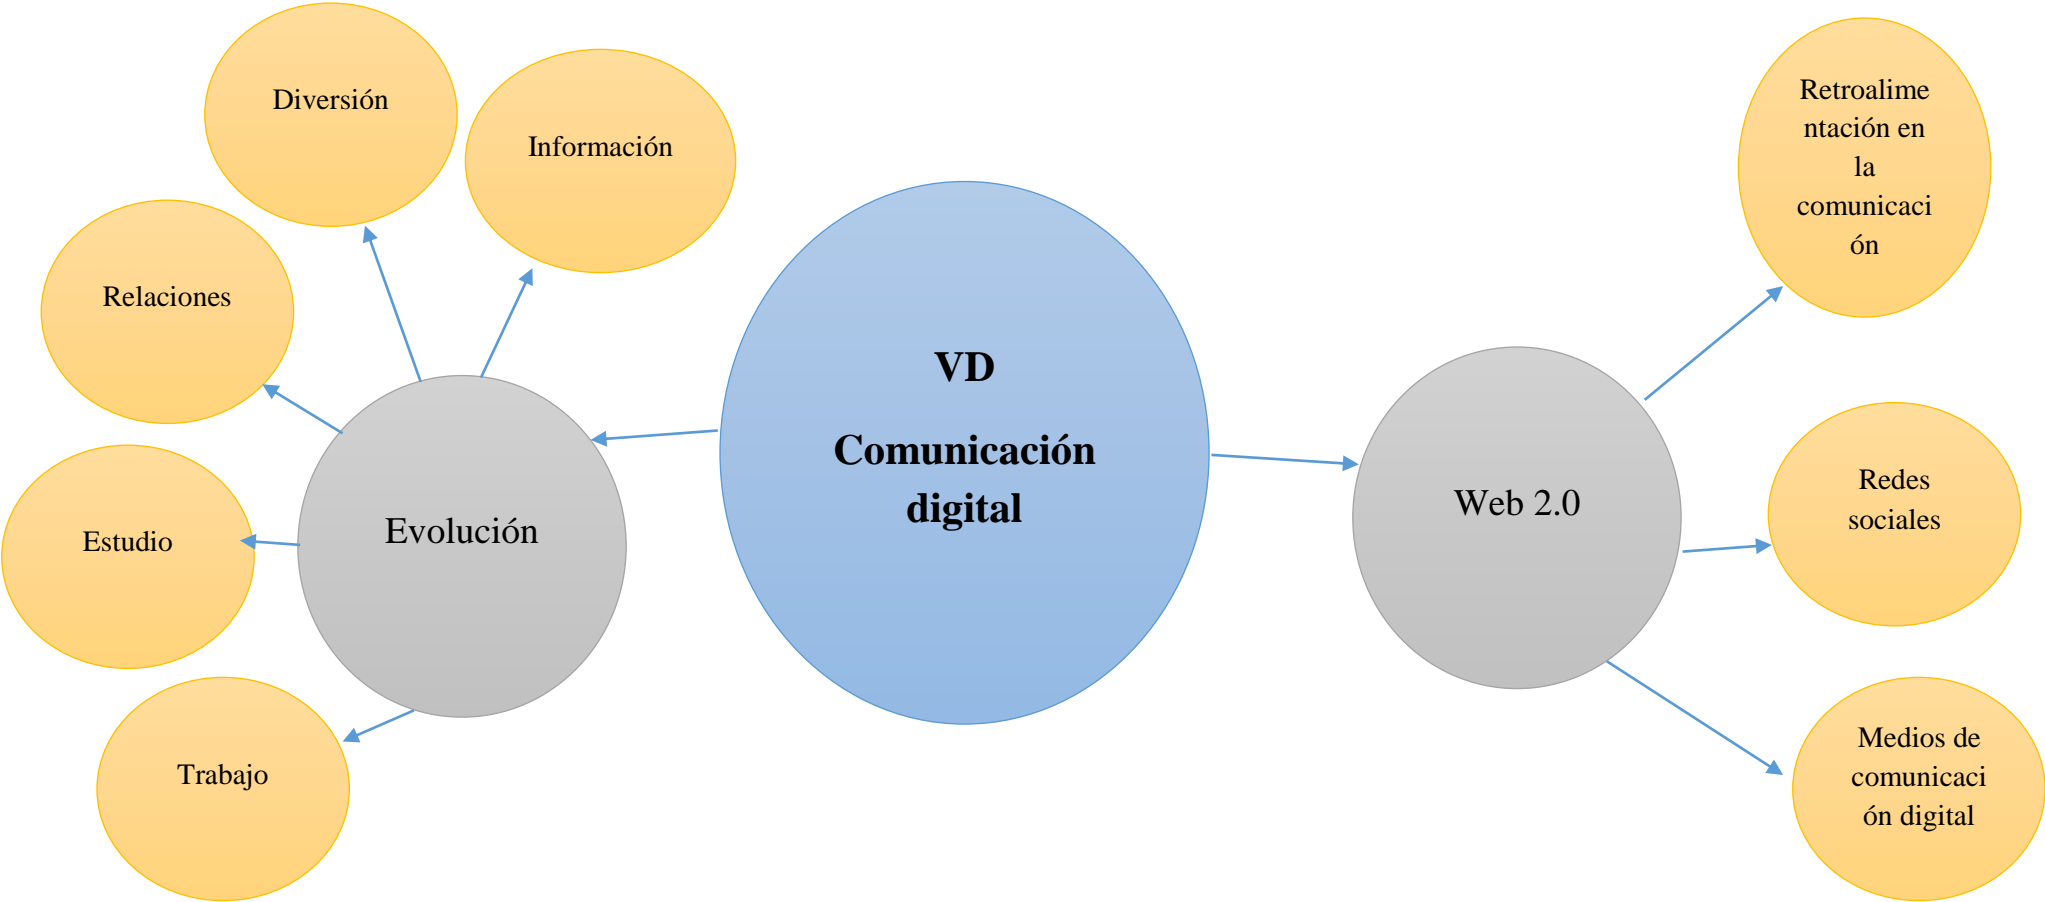 Diversión
Información
Relaciones
Estudio
Trabajo
Evolución
VD
Comunicación
digital
Web 2.0
Retroalime
ntación en
la
comunicaci
ón
Redes
sociales
Medios de
comunicaci
ón digital